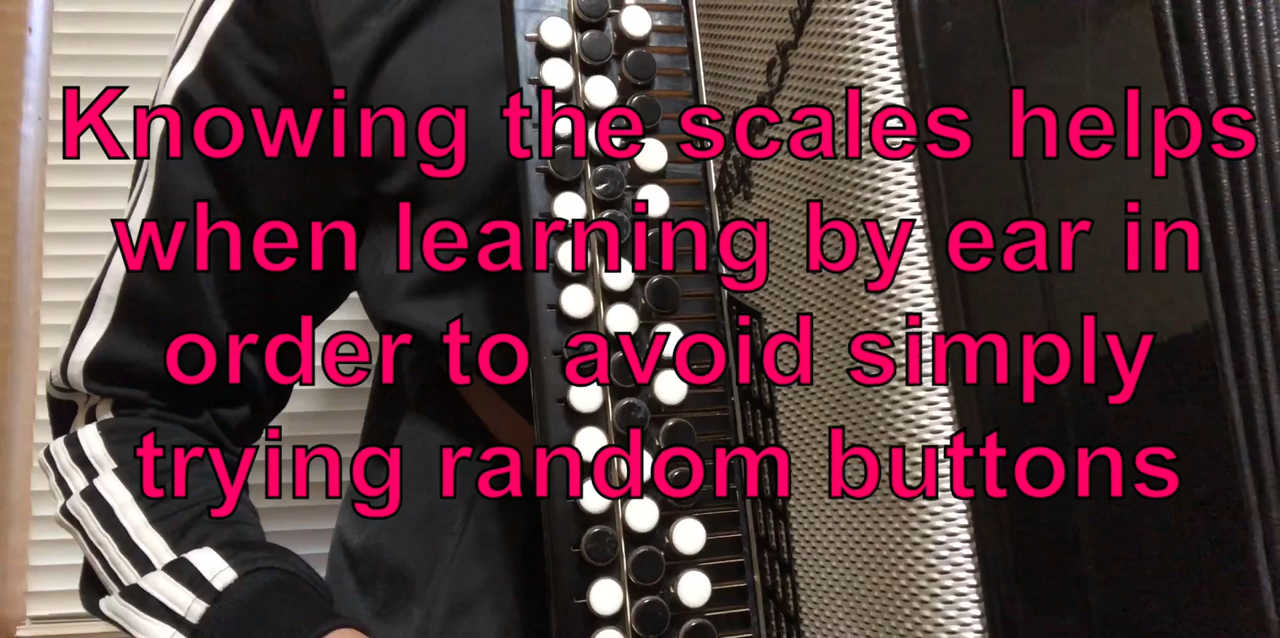 Knowing the scales helps
when learning by ear in
order to avoid simply
trying random buttons